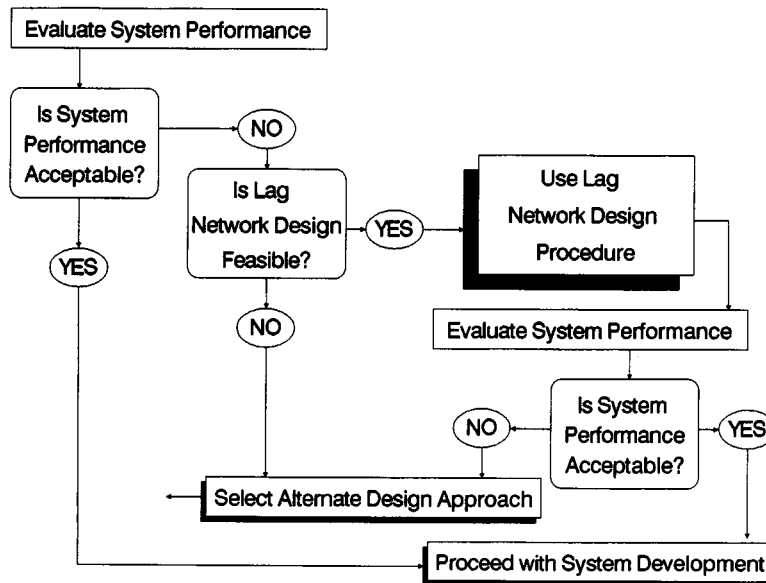 Evaluate System Performance
Is System
Performance
Acceptable?
NO
YES
Is Lag
Network Design
Feasible?
YES
NO
Use Lag
Network Design
Procedure
Evaluate System Performance
Is System
Performance
Acceptable?
NO
YES
Select Alternate Design Approach
Proceed with System Development